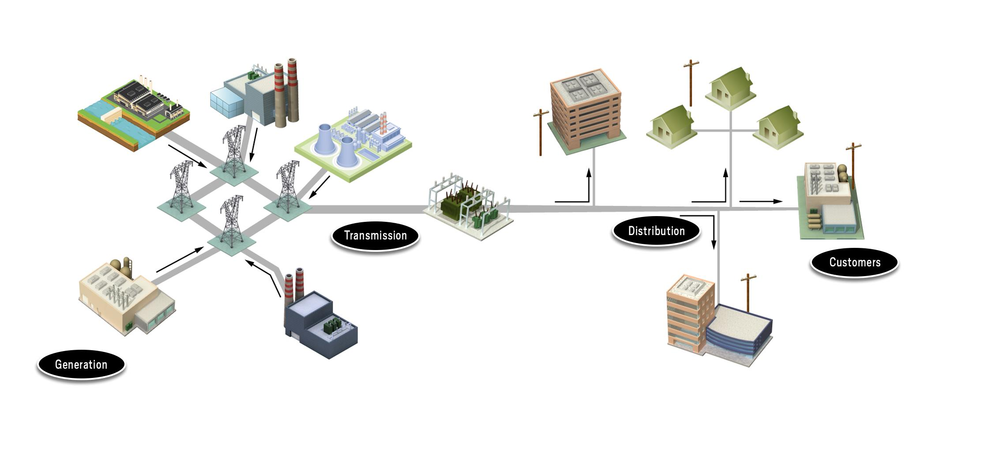 Transmission
Distribution
Customers
Generation